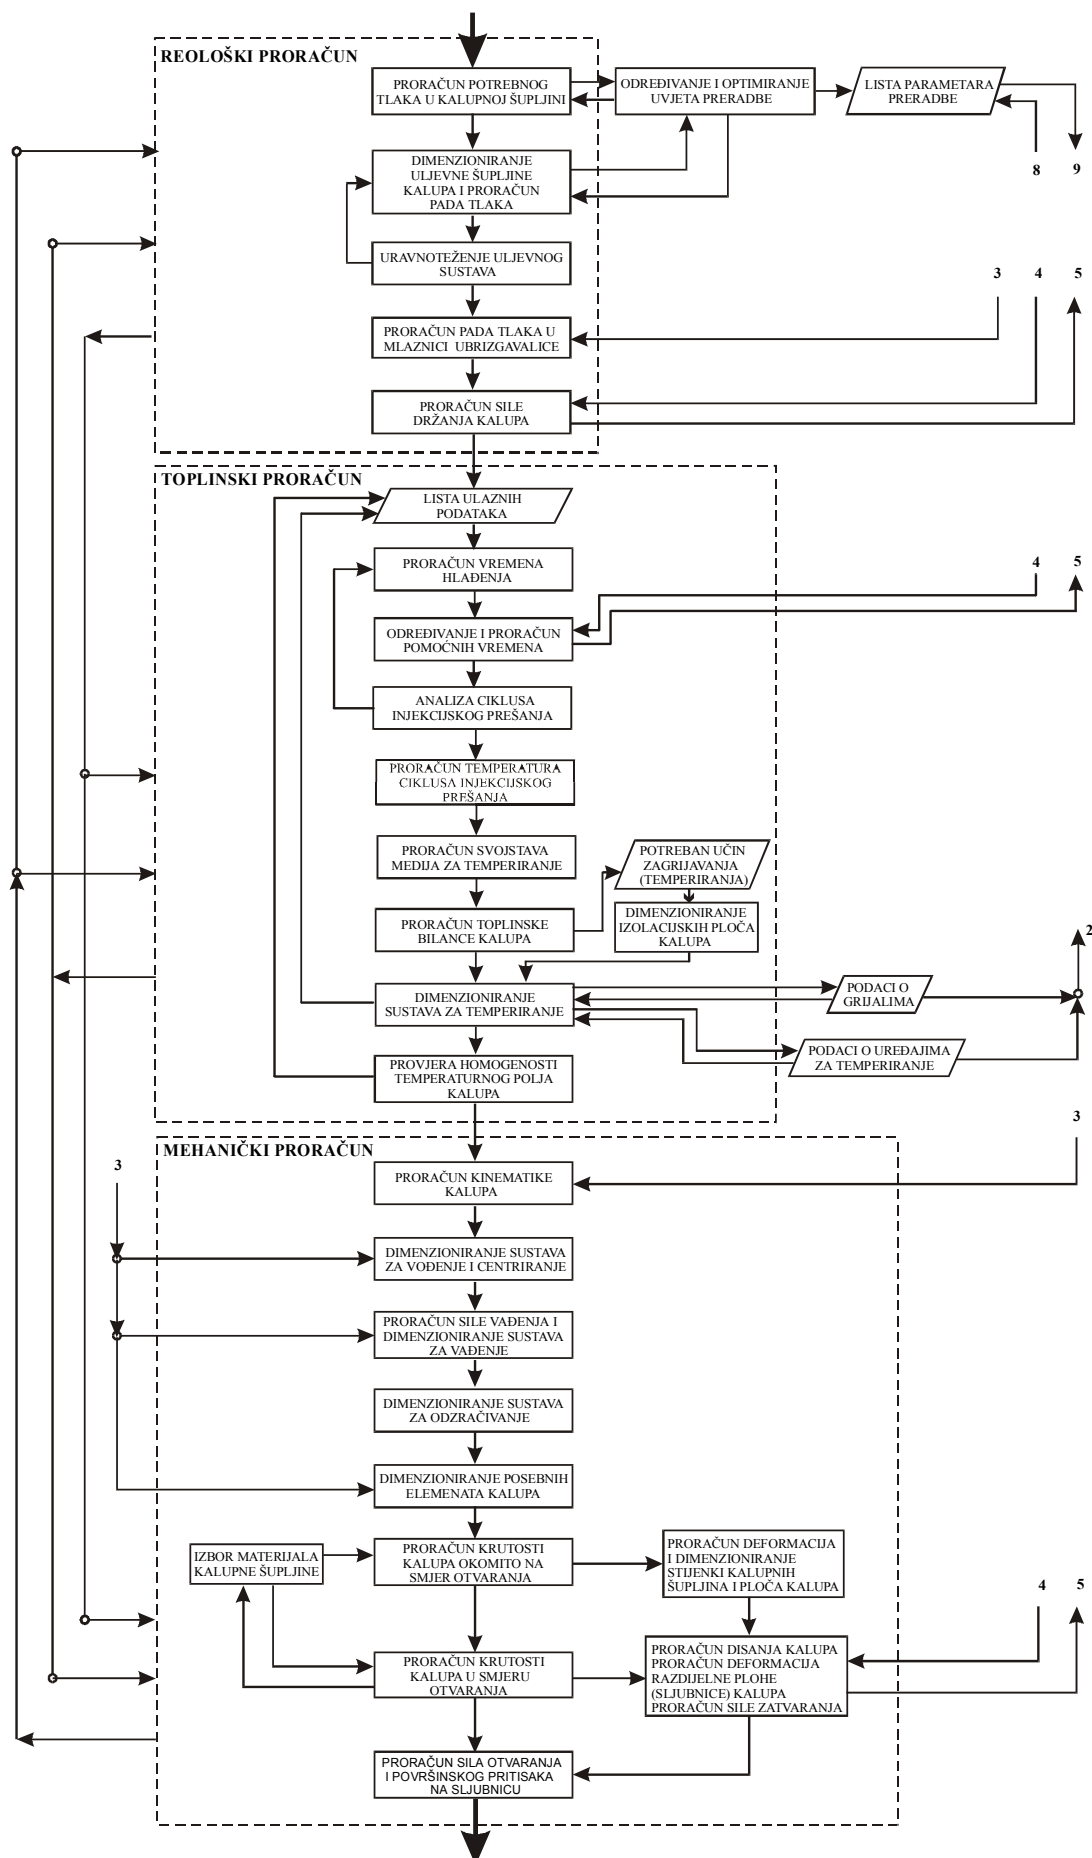 REOLOŠKI PRORAČUN
PRORAČUN POTREBNOG
TLAKA U KALUPNOJ ŠUPLJINI
ODREĐIVANJE I OPTIMIRANJE
UVJETA PRERADBE
LISTA PARAMETARA
PRERADBE
8
9
DIMENZIONIRANJE
ULJEVNE ŠUPLJINE
KALUPA I PRORAČUN
PADA TLAKA
URAVNOTEŽENJE ULJEVNOG
SUSTAVA
3
4
5
PRORAČUN PADA TLAKA U
MLAZNICI UBRIZGAVALICE
PRORAČUN SILE
DRŽANJA KALUPA
TOPLINSKI PRORAČUN
LISTA ULAZNIH
PODATAKA
PRORAČUN VREMENA
HLAĐENJA
4
5
ODREĐIVANJE I PRORAČUN
POMOĆNIH VREMENA
ANALIZA CIKLUSA
INJEKCIJSKOG PREŠANJA
PRORAČUN TEMPERATURA
CIKLUSA INJEKCIJSKOG
PREŠANJA
PRORAČUN SVOJSTAVA
MEDIJA ZA TEMPERIRANJE
POTREBAN UČIN
ZAGRIJAVANJA
(TEMPERIRANJA)
PRORAČUN TOPLINSKE
BILANCE KALUPA
DIMENZIONIRANJE
IZOLACIJSKIH PLOČA
KALUPA
2
DIMENZIONIRANJE
SUSTAVA ZA TEMPERIRANJE
PODACI O
GRIJALIMA
PODACI O UREĐAJIMA
ZA TEMPERIRANJE
PROVJERA HOMOGENOSTI
TEMPERATURNOG POLJA
KALUPA
3
MEHANIČKI PRORAČUN
3
PRORAČUN KINEMATIKE
KALUPA
DIMENZIONIRANJE SUSTAVA
ZA VOĐENJE I CENTRIRANJE
PRORAČUN SILE VAĐENJA I
DIMENZIONIRANJE SUSTAVA
ZA VAĐENJE
DIMENZIONIRANJE SUSTAVA
ZA ODZRAČIVANJE
DIMENZIONIRANJE POSEBNIH
ELEMENATA KALUPA
IZBOR MATERIJALA
KALUPNE ŠUPLJINE
PRORAČUN KRUTOSTI
KALUPA OKOMITO NA
SMJER OTVARANJA
PRORAČUN DEFORMACIJA
I DIMENZIONIRANJE
STIJENKI KALUPNIH
ŠUPLJINA I PLOČA KALUPA
4
5
PRORAČUN KRUTOSTI
KALUPA U SMJERU
OTVARANJA
PRORAČUN DISANJA KALUPA
PRORAČUN DEFORMACIJA
RAZDIJELNE PLOHE
(SLJUBNICE) KALUPA
PRORAČUN SILE ZATVARANJA
PRORAČUN SILA OTVARANJA
I POVRŠINSKOG PRITISAKA
NA SLJUBNICU